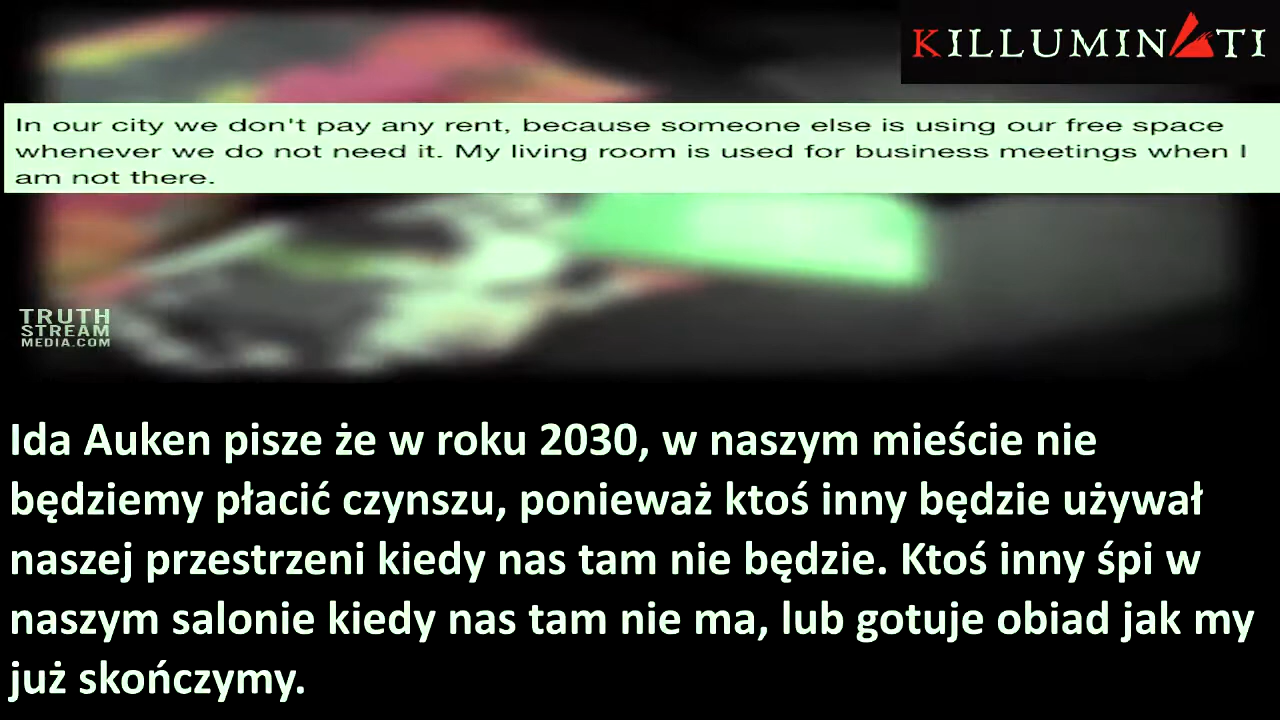 KILLUMINATI
In our city we don't pay any rent, because someone else is using our free space
whenever we do not need it. My living room is used for business meetings when I
am not there.
TRUTH
STREAM
MEDIA.COM
Ida Auken pisze że w roku 2030, w naszym mieście nie
będziemy płacić czynszu, ponieważ ktoś inny będzie używał
naszej przestrzeni kiedy nas tam nie będzie. Ktoś inny śpi w
naszym salonie kiedy nas tam nie ma, lub gotuje obiad jak my
już skończymy.